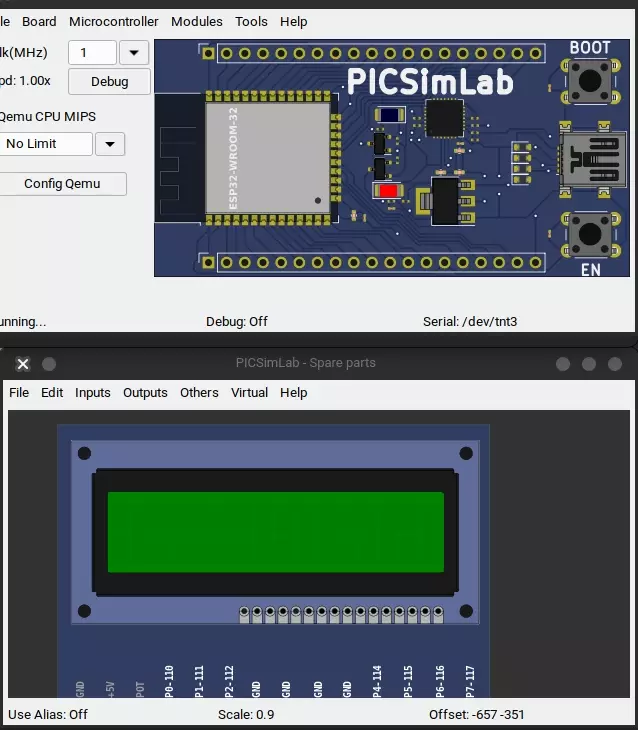 le Board Microcontroller Modules Tools Help
lk(MHz) 1
pd: 1.00x Debug
Qemu CPU MIPS
No Limit
Config Qemu
BOOT
PICSimLab
ESP32-WROOM-32
EN
unning... Debug: Off Serial: /dev/tnt3
PICSimLab - Spare parts
File Edit Inputs Outputs Others Virtual Help
GND +5V POT P0-110 P1-111 P2-112 GND GND GND GND P4-114 P5-115 P6-116 P7-117
Use Alias: Off Scale: 0.9 Offset: -657 -351